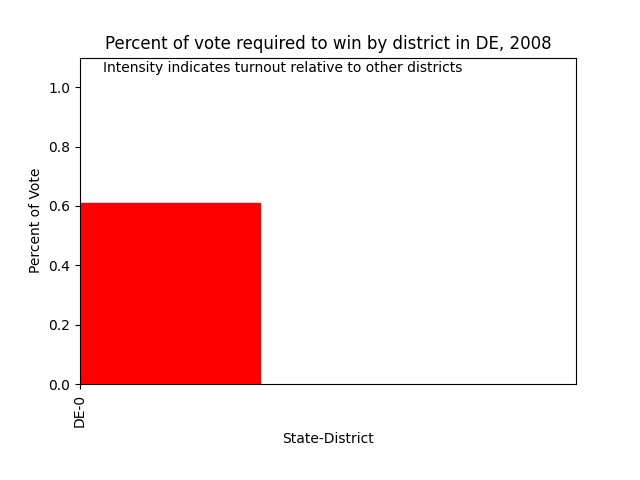 Percent of vote required to win by district in DE, 2008
Intensity indicates turnout relative to other districts
1.0
0.8
0.6
0.4
0.2
0.0
Percent of Vote
DE-0
State-District